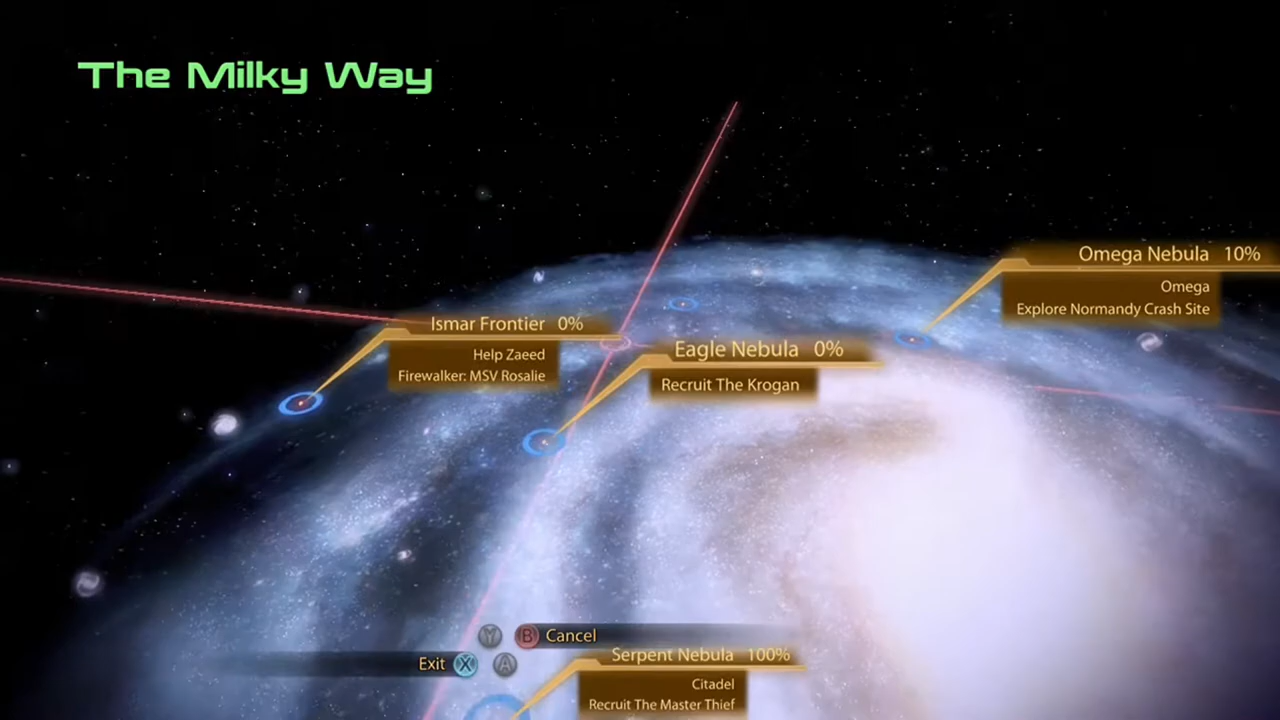 The Milky Way
Omega Nebula 10%
Omega
Explore Normandy Crash Site
Ismar Frontier 0%
Help Zaeed
Firewalker: MSV Rosalie
Eagle Nebula 0%
Recruit The Krogan
Y B Cancel
Exit X A
Serpent Nebula 100%
Citadel
Recruit The Master Thief